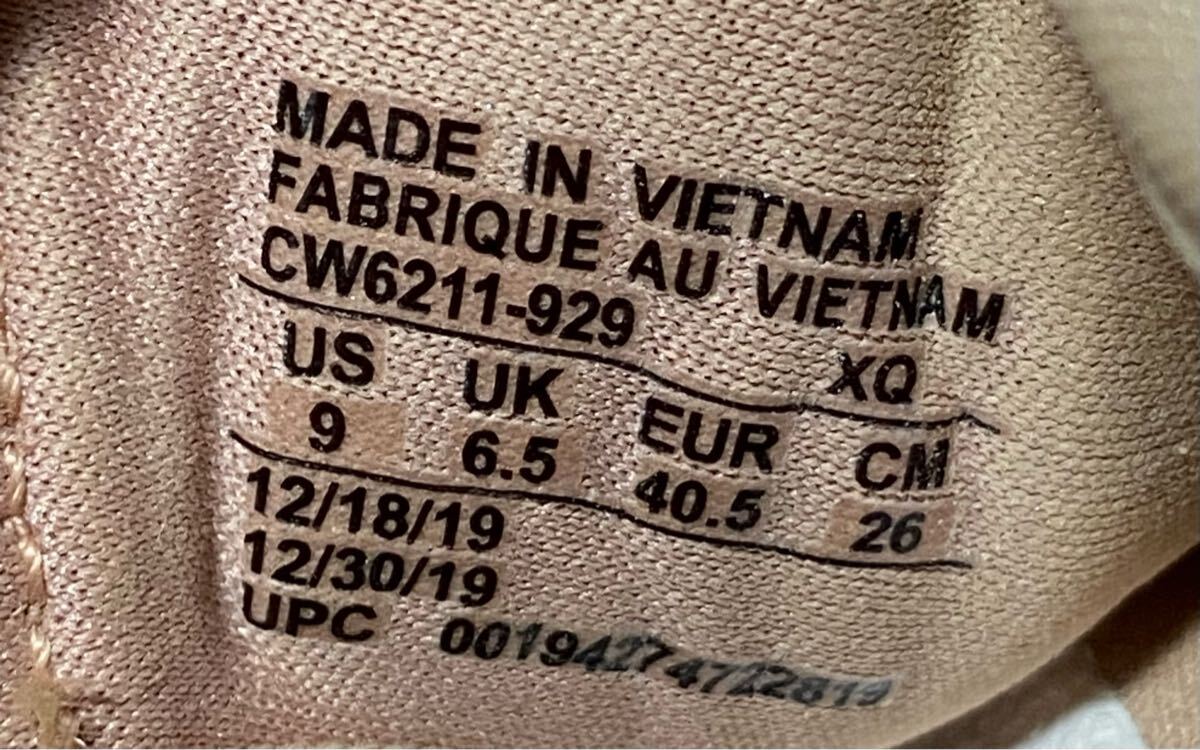 MADE IN VIETNAM
FABRIQUE AU VIETNAM
CW6211-929 XQ
US UK EUR CM
9 6.5 40.5 26
12/18/19
12/30/19
UPC